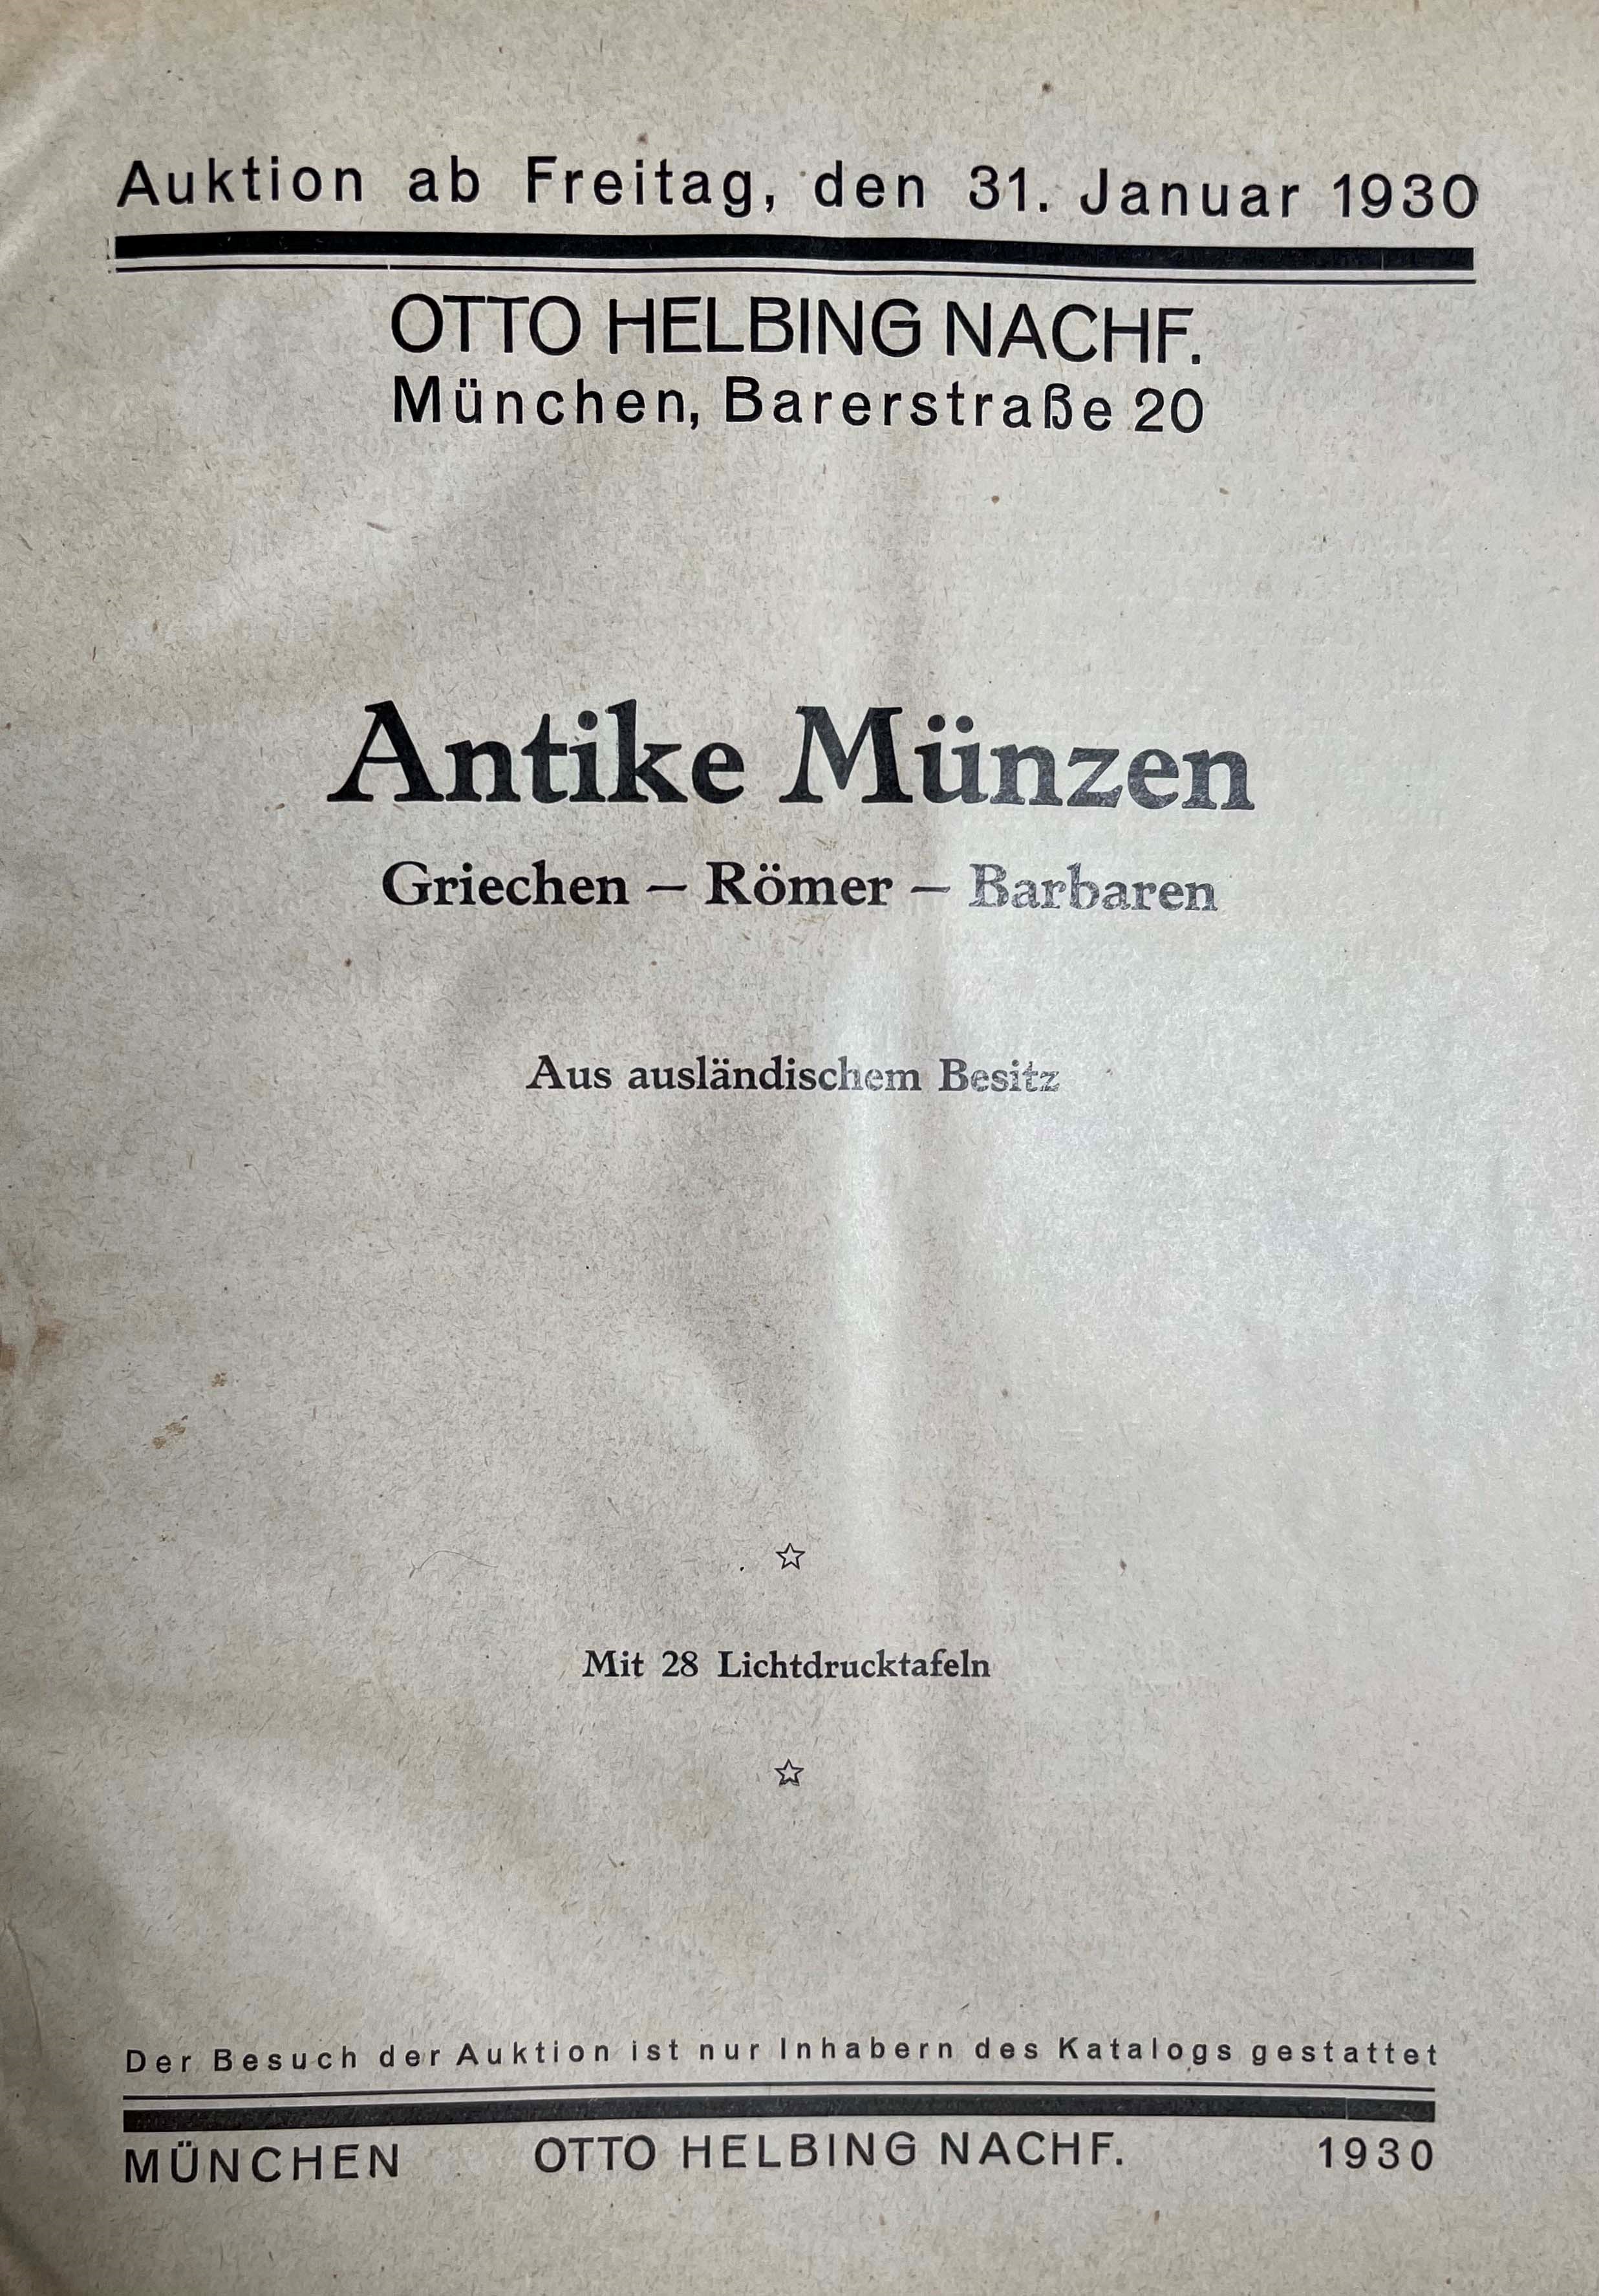 Auktion ab Freitag, den 31. Januar 1930
OTTO HELBING NACHF.
München, Barerstraße 20
Antike Münzen
Griechen – Römer – Barbaren
Aus ausländischem Besitz
☆
Mit 28 Lichtdrucktafeln
☆
Der Besuch der Auktion ist nur Inhabern des Katalogs gestattet
MÜNCHEN OTTO HELBING NACHF. 1930